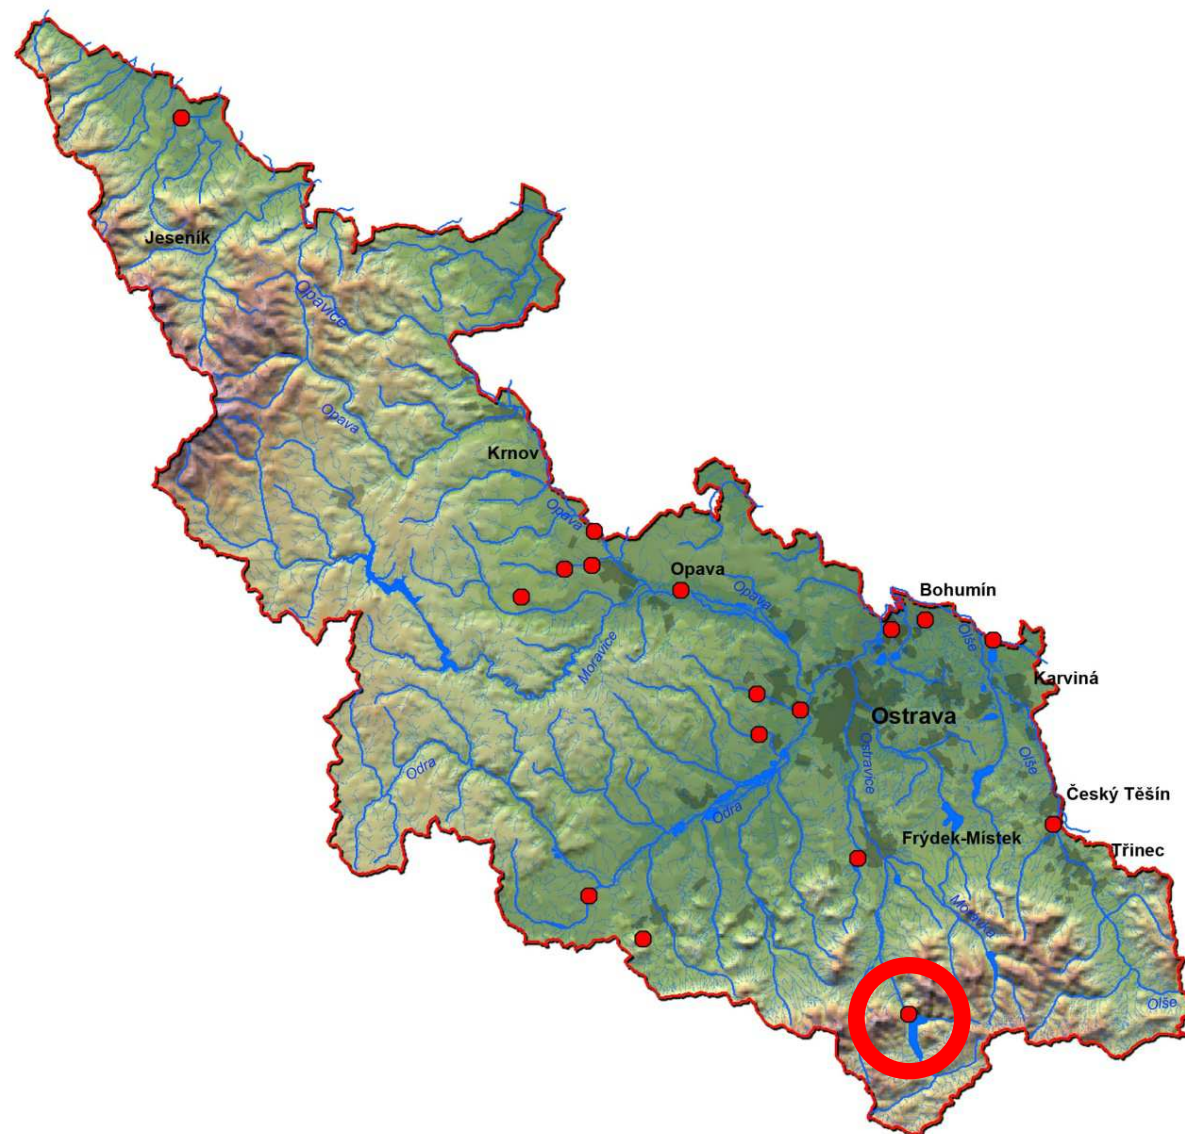 Jeseník
Opavice
Opava
Krnov
Opava
Opava
Opava
Bohumín
Olše
Moravice
Karviná
Ostrava
Ostravice
Olše
Odra
Odra
Český Těšín
Frýdek-Místek
Třinec
Morávka
Olše